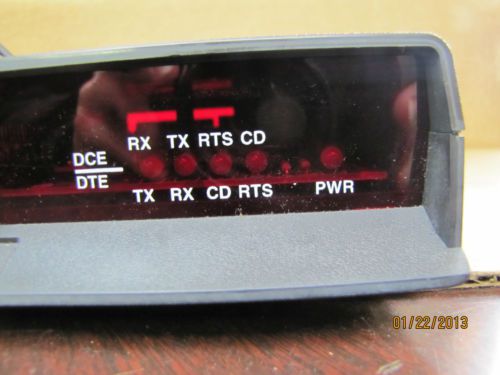 RX TX RTS CD
DCE
DTE
TX RX CD RTS PWR
01/22/2013